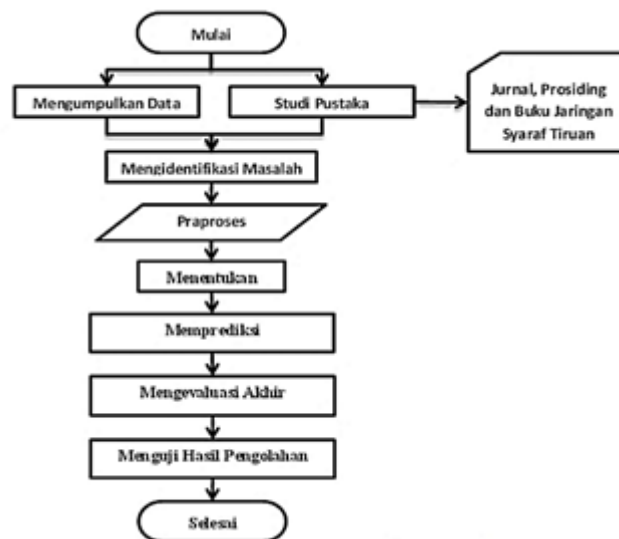 Mulai
Mengumpulkan Data
Studi Pustaka
Jurnal, Prosiding
dan Buku Jaringan
Syaraf Tiruan
Mengidentifikasi Masalah
Praproses
Menentukan
Memprediksi
Mengevaluasi Akhir
Menguji Hasil Pengolahan
Selesai